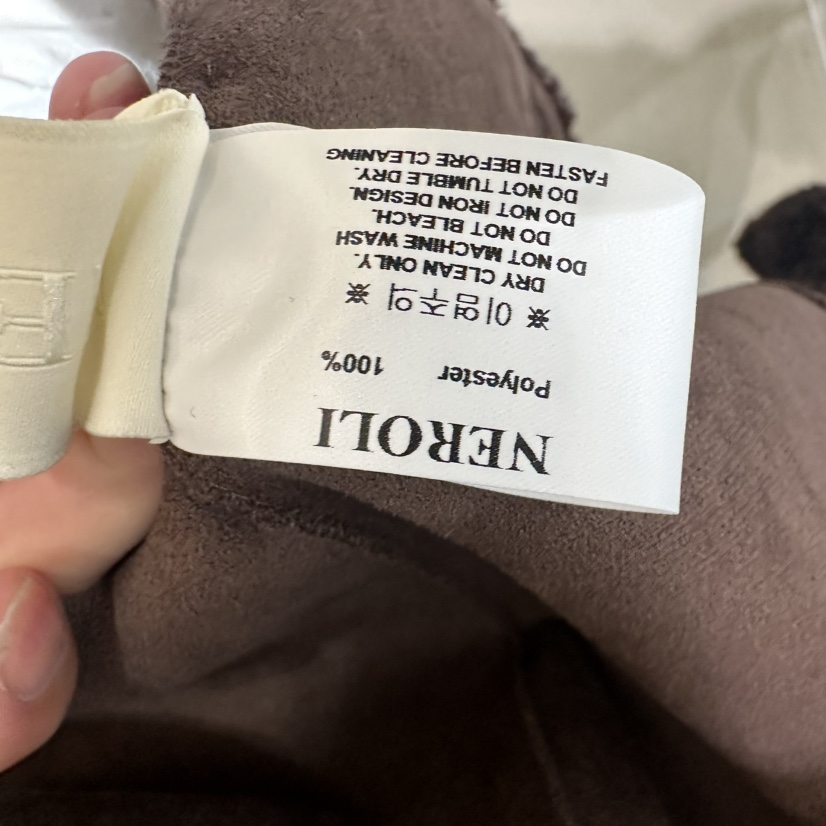 NEROLI
Polyester 100%
※ 이염주의 ※
DRY CLEAN ONLY.
DO NOT MACHINE WASH
DO NOT BLEACH.
DO NOT IRON DESIGN.
DO NOT TUMBLE DRY.
FASTEN BEFORE CLEANING